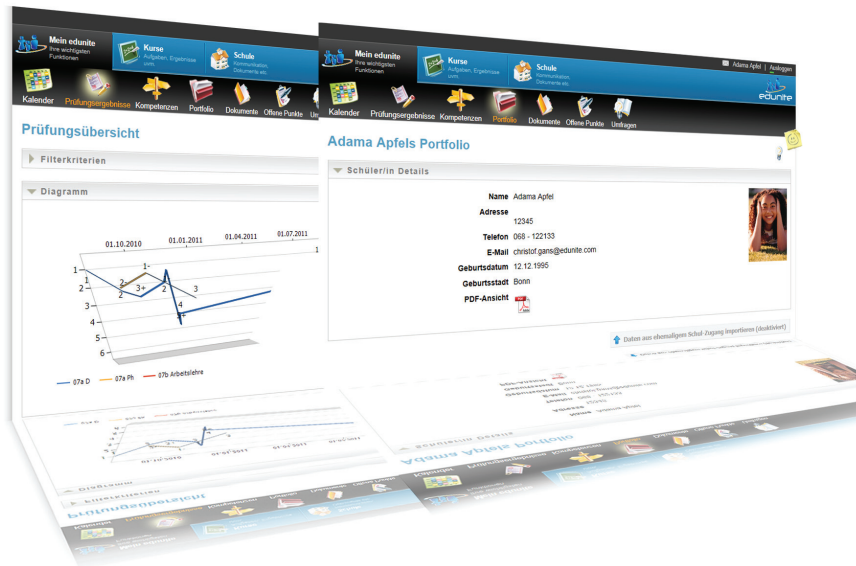 Mein edunite
Ihre wichtigsten
Funktionen
Kurse
Aufgaben, Ergebnisse
uvm.
Schule
Kommunikation,
Dokumente etc.
Kalender Prüfungsergebnisse Kompetenzen Portfolio Dokumente Offene Punkte
Prüfungsübersicht
Filterkriterien
Diagramm
01.10.2010 01.01.2011 01.04.2011 01.07.2011
1
2
3
4
5
6
1
2-
1-
2
3+
2
3
4
07a D 07a Ph 07b Arbeitslehre
Mein edunite
Ihre wichtigsten
Funktionen
Kurse
Aufgaben, Ergebnisse
uvm.
Schule
Kommunikation,
Dokumente etc.
Adama Apfel | Ausloggen
edunite
Kalender Prüfungsergebnisse Kompetenzen Portfolio Dokumente Offene Punkte Umfragen
Adama Apfels Portfolio
Schüler/in Details
Name Adama Apfel
Adresse
12345
Telefon 068 - 122133
E-Mail christof.gans@edunite.com
Geburtsdatum 12.12.1995
Geburtsstadt Bonn
PDF-Ansicht
Daten aus ehemaligem Schul-Zugang importieren (deaktiviert)